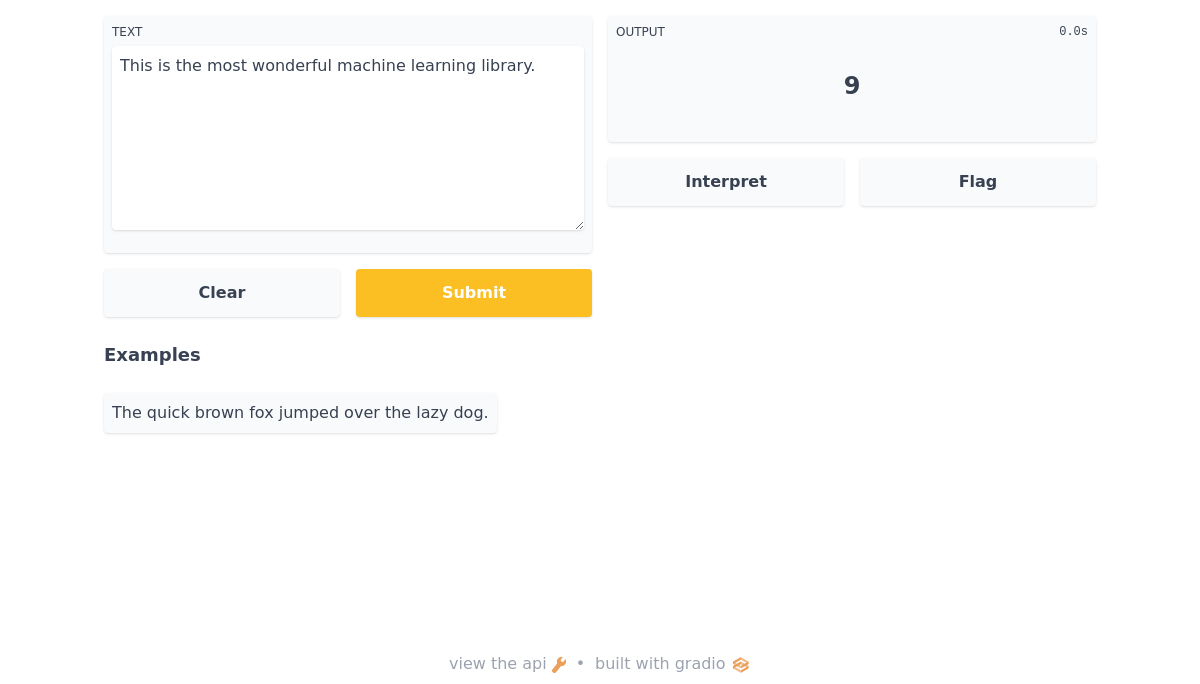 TEXT
This is the most wonderful machine learning library.
Clear
Submit
Examples
The quick brown fox jumped over the lazy dog.
OUTPUT
0.0s
9
Interpret
Flag
view the api • built with gradio